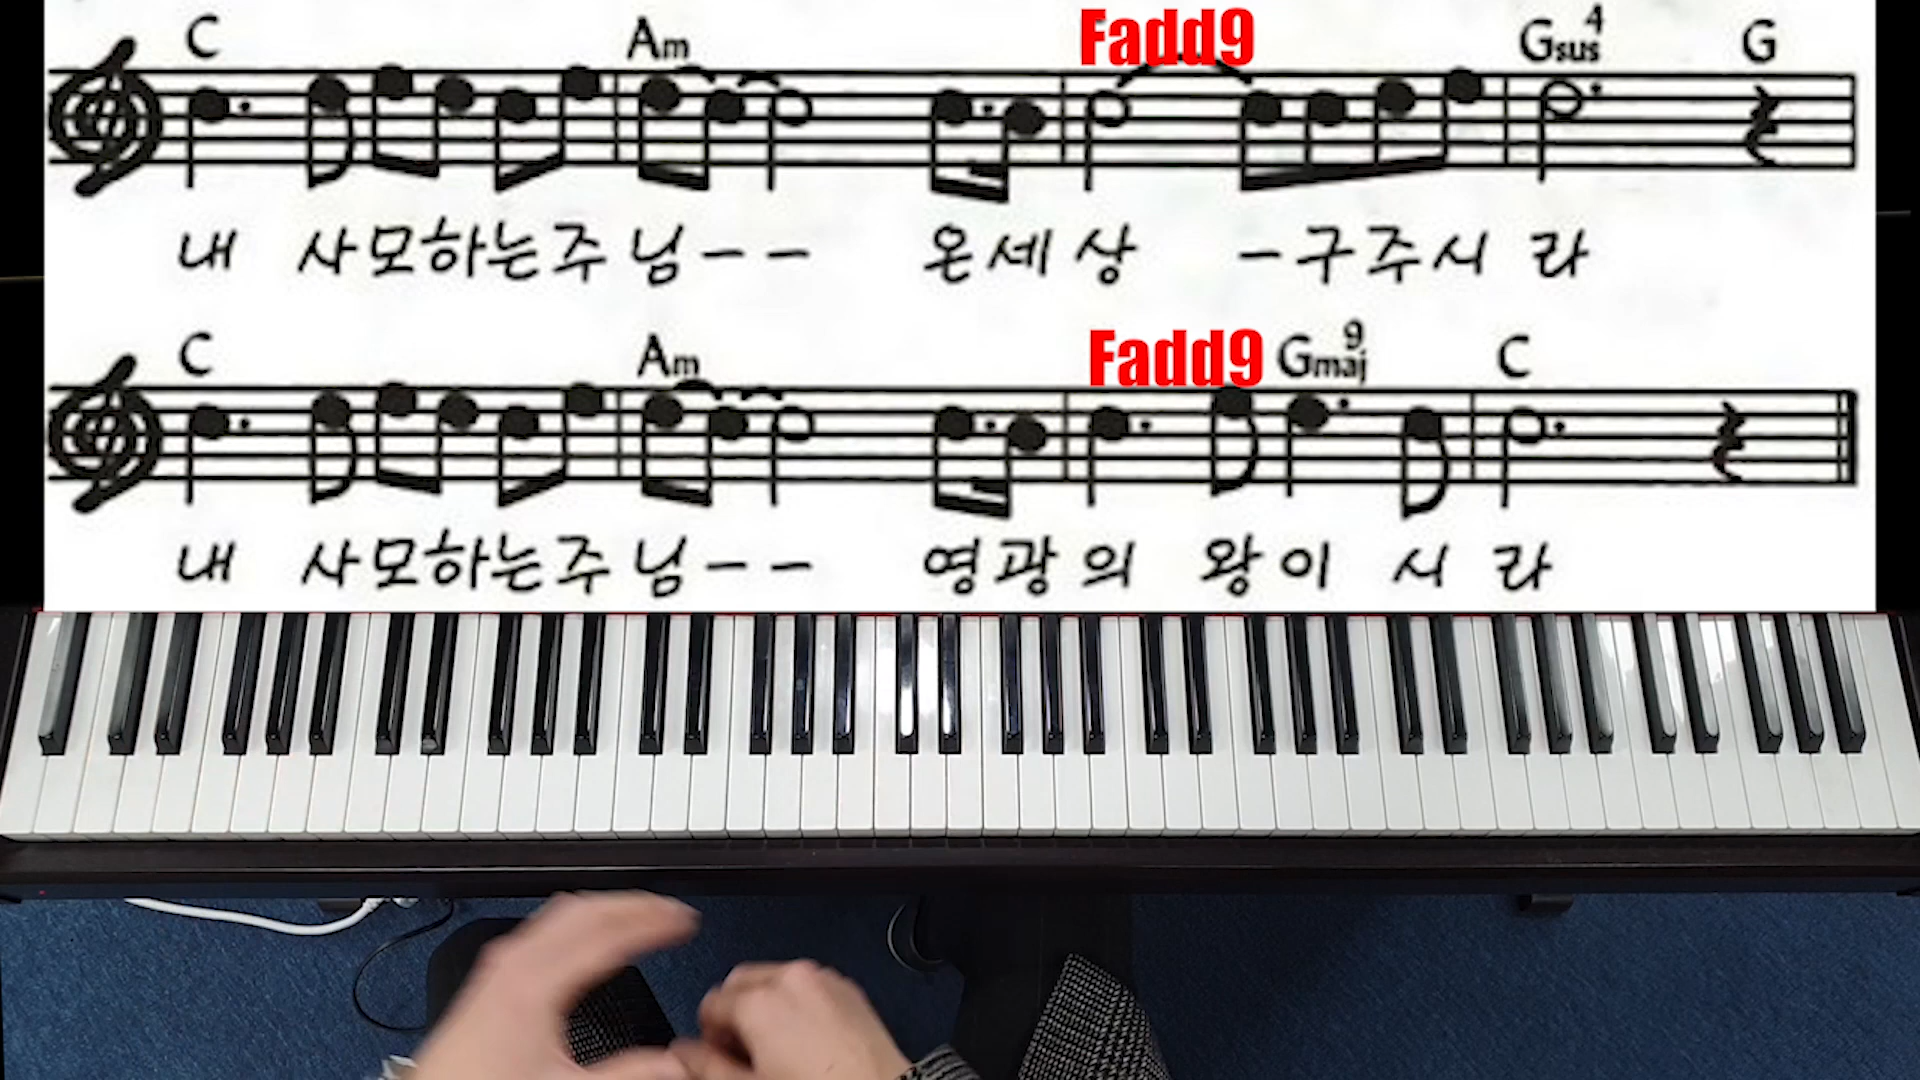 C Am Fadd9 Gsus4 G
내 사모하는주 님-- 온세상 -구주시 라
C Am Fadd9 Gmaj9 C
내 사모하는주 님-- 영광의 왕이 시 라